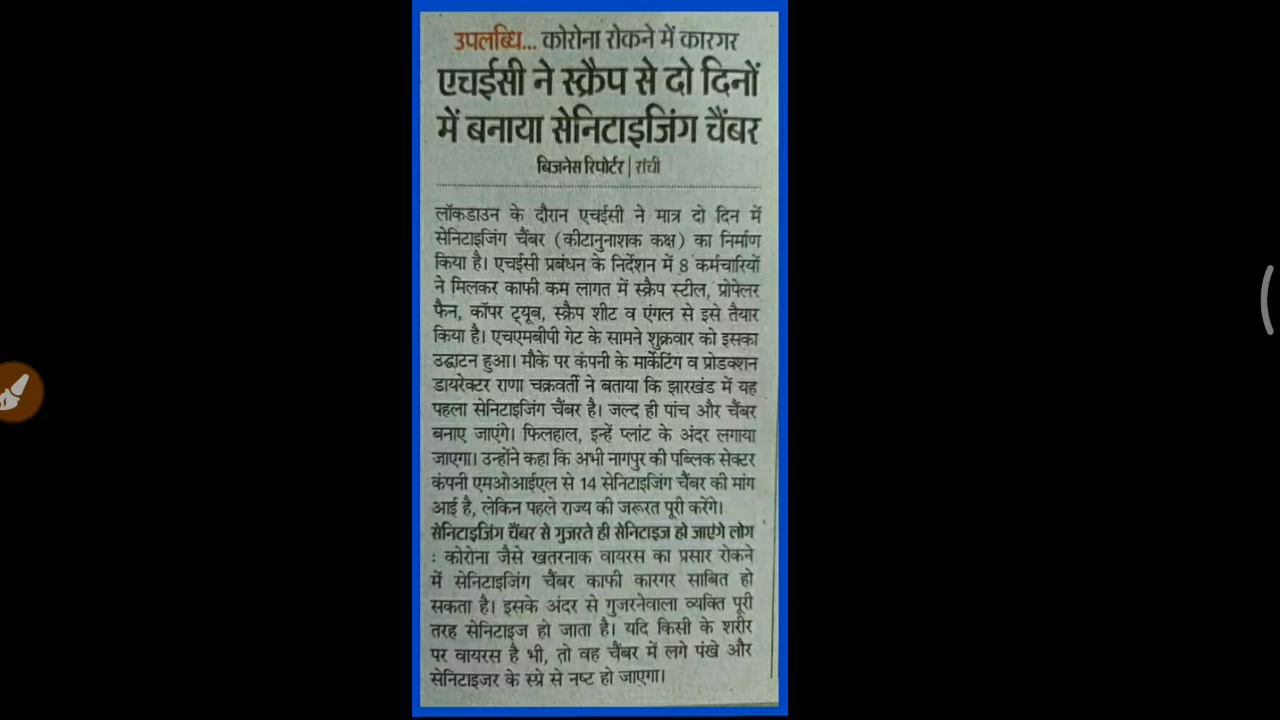 उपलब्धि... कोरोना रोकने में कारगर
एचईसी ने स्क्रैप से दो दिनों
में बनाया सेनिटाइजिंग चैंबर
बिजनेस रिपोर्टर | रांची
लॉकडाउन के दौरान एचईसी ने मात्र दो दिन में
सेनिटाइजिंग चैंबर (कीटानुनाशक कक्ष) का निर्माण
किया है। एचईसी प्रबंधन के निर्देशन में 8 कर्मचारियों
ने मिलकर काफी कम लागत में स्क्रैप स्टील, प्रोपेलर
फैन, कॉपर ट्यूब, स्क्रैप शीट व एंगल से इसे तैयार
किया है। एचएमबीपी गेट के सामने शुक्रवार को इसका
उद्घाटन हुआ। मौके पर कंपनी के मार्केटिंग व प्रोडक्शन
डायरेक्टर राणा चक्रवर्ती ने बताया कि झारखंड में यह
पहला सेनिटाइजिंग चैंबर है। जल्द ही पांच और चैंबर
बनाए जाएंगे। फिलहाल, इन्हें प्लांट के अंदर लगाया
जाएगा। उन्होंने कहा कि अभी नागपुर की पब्लिक सेक्टर
कंपनी एमओआईएल से 14 सेनिटाइजिंग चैंबर की मांग
आई है, लेकिन पहले राज्य की जरूरत पूरी करेंगे।
सेनिटाइजिंग चैंबर से गुजरते ही सेनिटाइज हो जाएंगे लोग
: कोरोना जैसे खतरनाक वायरस का प्रसार रोकने
में सेनिटाइजिंग चैंबर काफी कारगर साबित हो
सकता है। इसके अंदर से गुजरनेवाला व्यक्ति पूरी
तरह सेनिटाइज हो जाता है। यदि किसी के शरीर
पर वायरस है भी, तो वह चैंबर में लगे पंखे और
सेनिटाइजर के स्प्रे से नष्ट हो जाएगा।